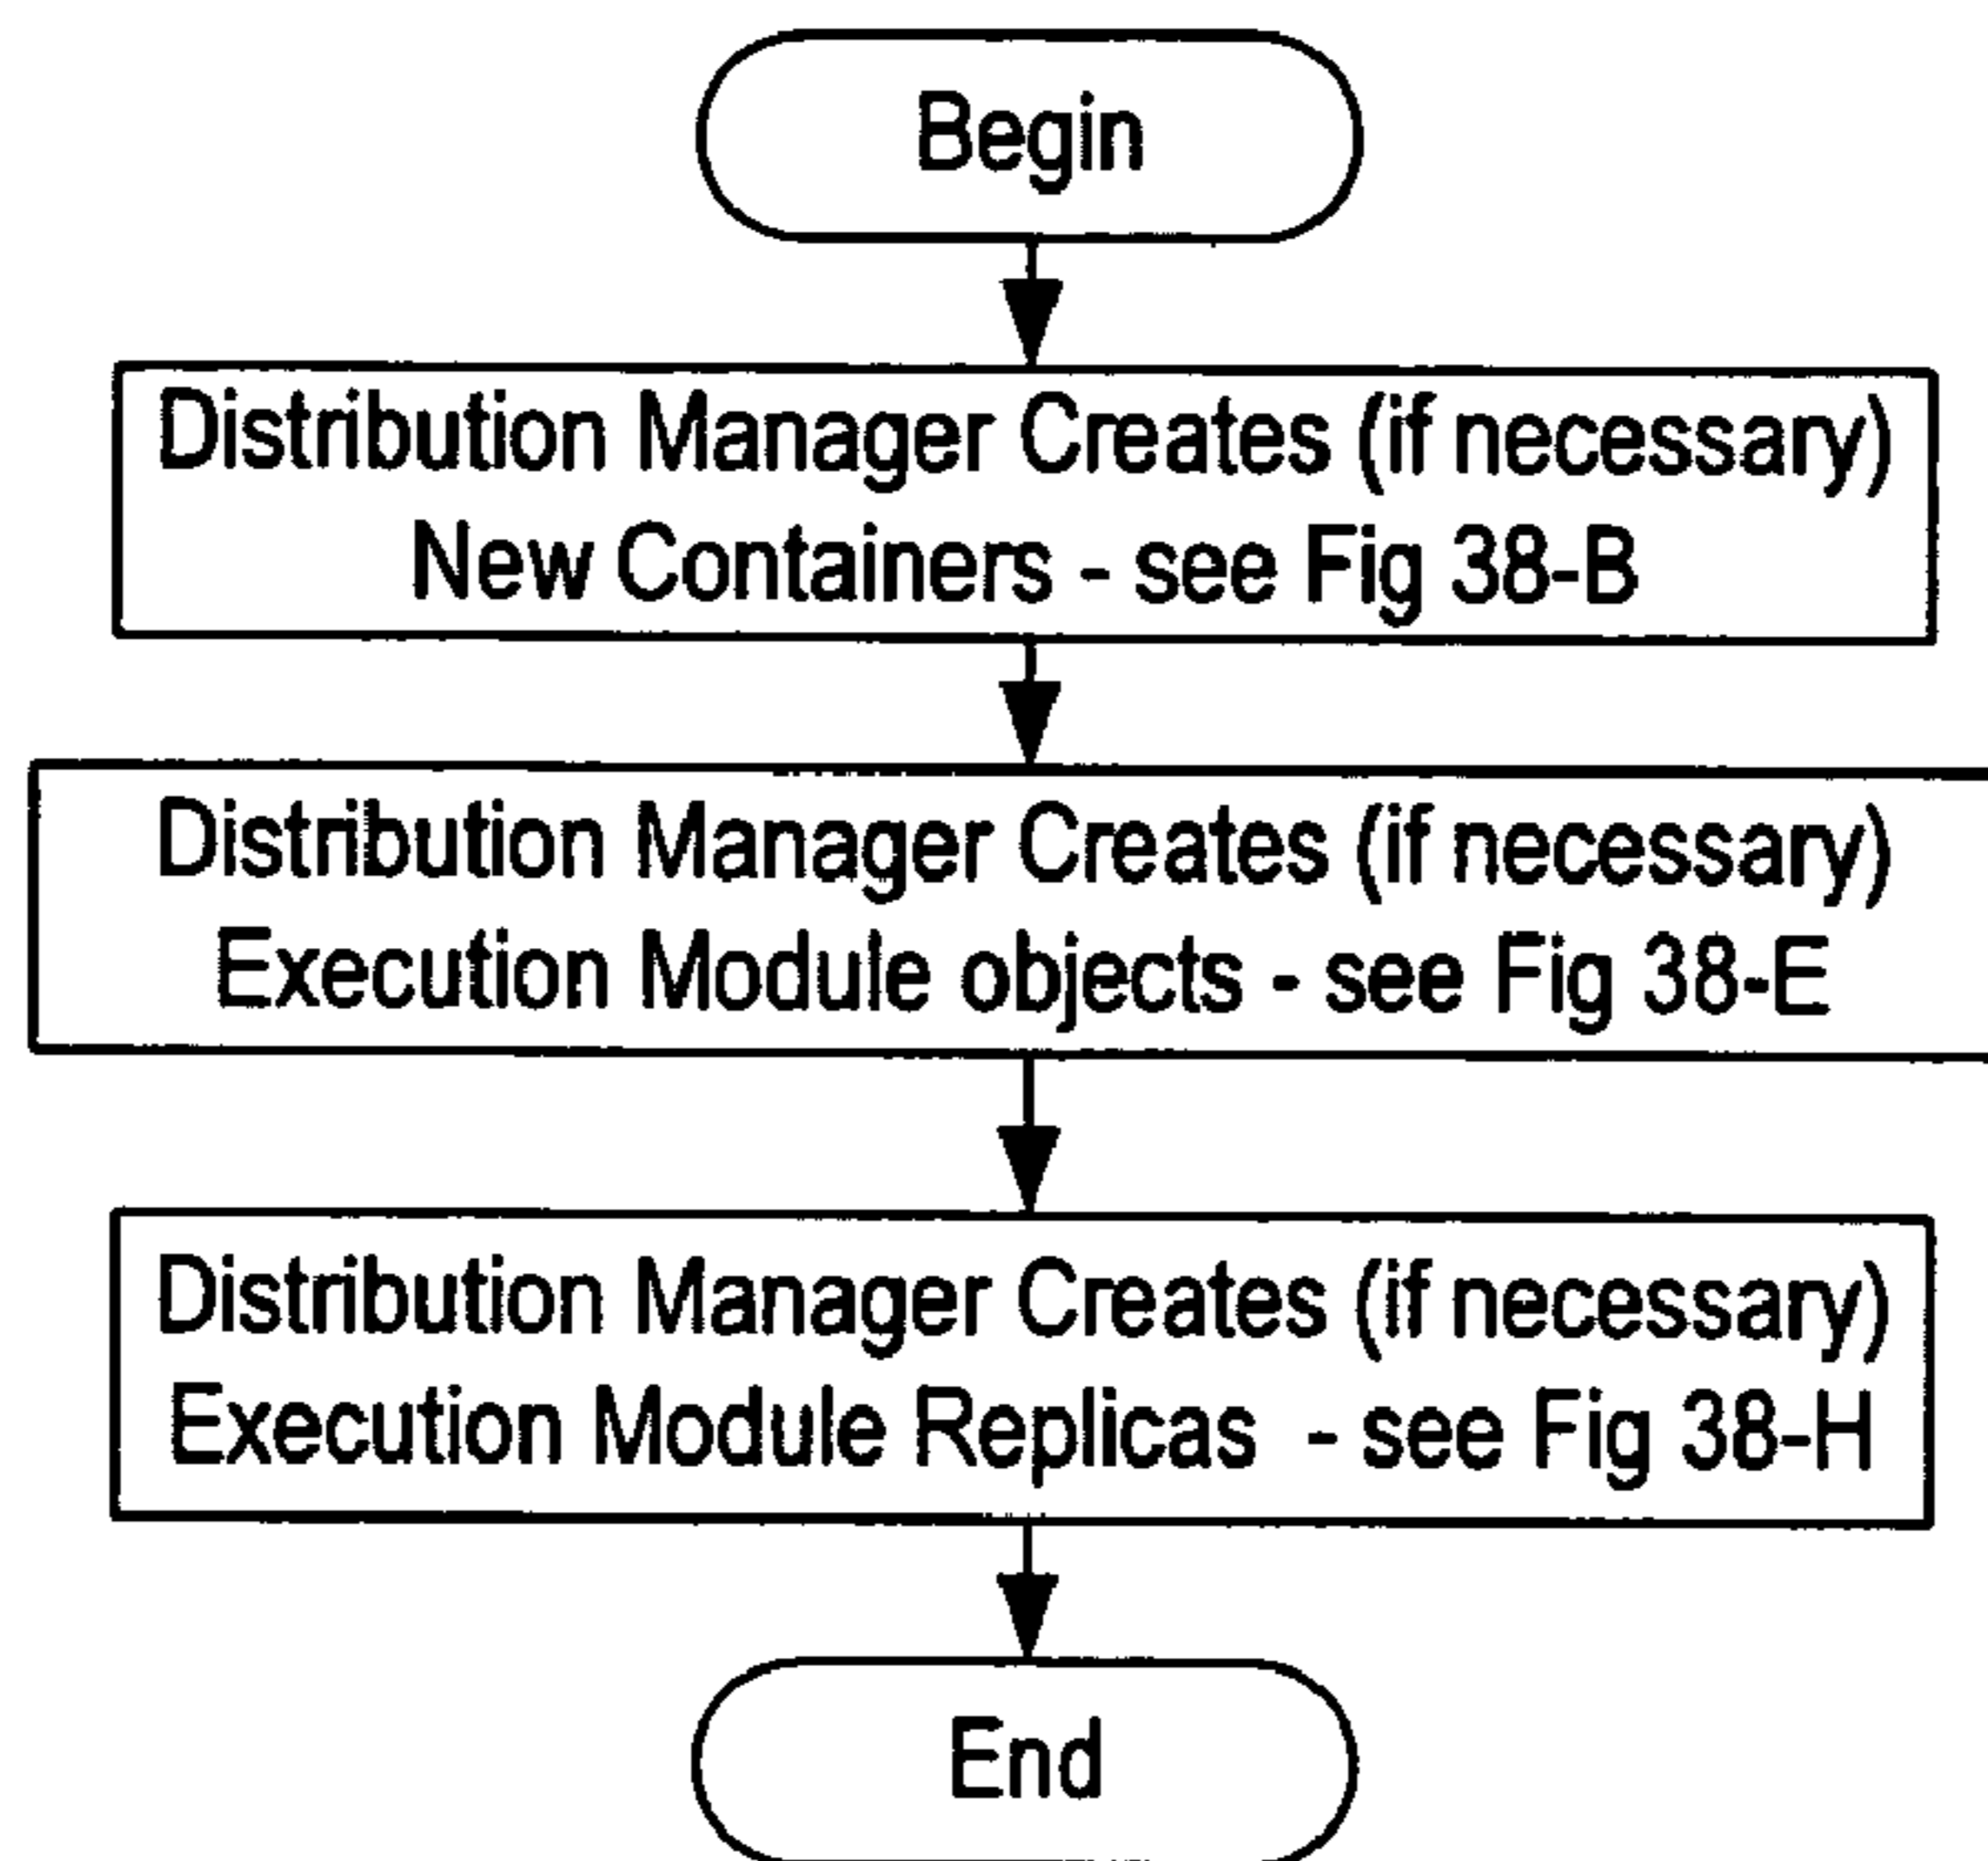 Begin
Distribution Manager Creates (if necessary)
New Containers - see Fig 38-B
Distribution Manager Creates (if necessary)
Execution Module objects - see Fig 38-E
Distribution Manager Creates (if necessary)
Execution Module Replicas - see Fig 38-H
End